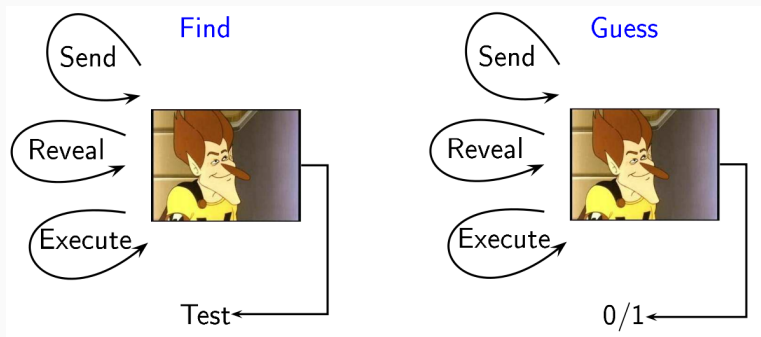 Find
Send
Reveal
Execute
Test
Guess
Send
Reveal
Execute
0/1